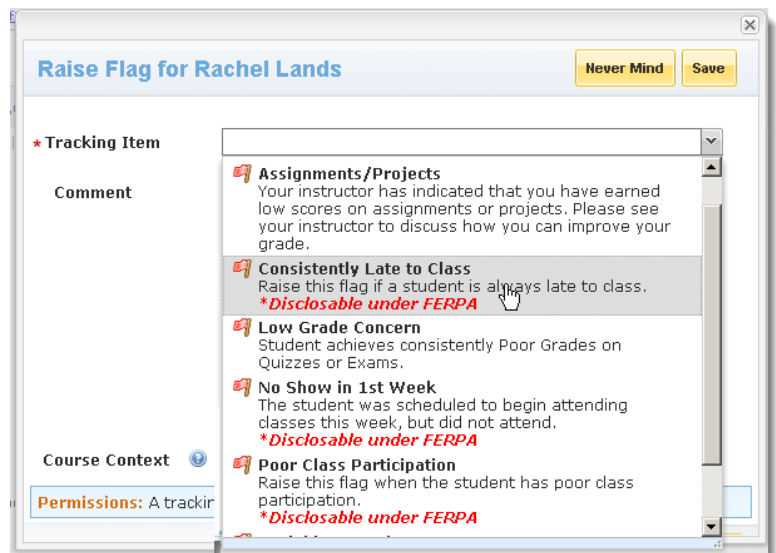 Raise Flag for Rachel Lands
Never Mind
Save
* Tracking Item
Comment
Assignments/Projects
Your instructor has indicated that you have earned
low scores on assignments or projects. Please see
your instructor to discuss how you can improve your
grade.
Consistently Late to Class
Raise this flag if a student is always late to class.
*Disclosable under FERPA
Low Grade Concern
Student achieves consistently Poor Grades on
Quizzes or Exams.
No Show in 1st Week
The student was scheduled to begin attending
classes this week, but did not attend.
*Disclosable under FERPA
Poor Class Participation
Raise this flag when the student has poor class
participation.
*Disclosable under FERPA
Course Context ?
Permissions: A